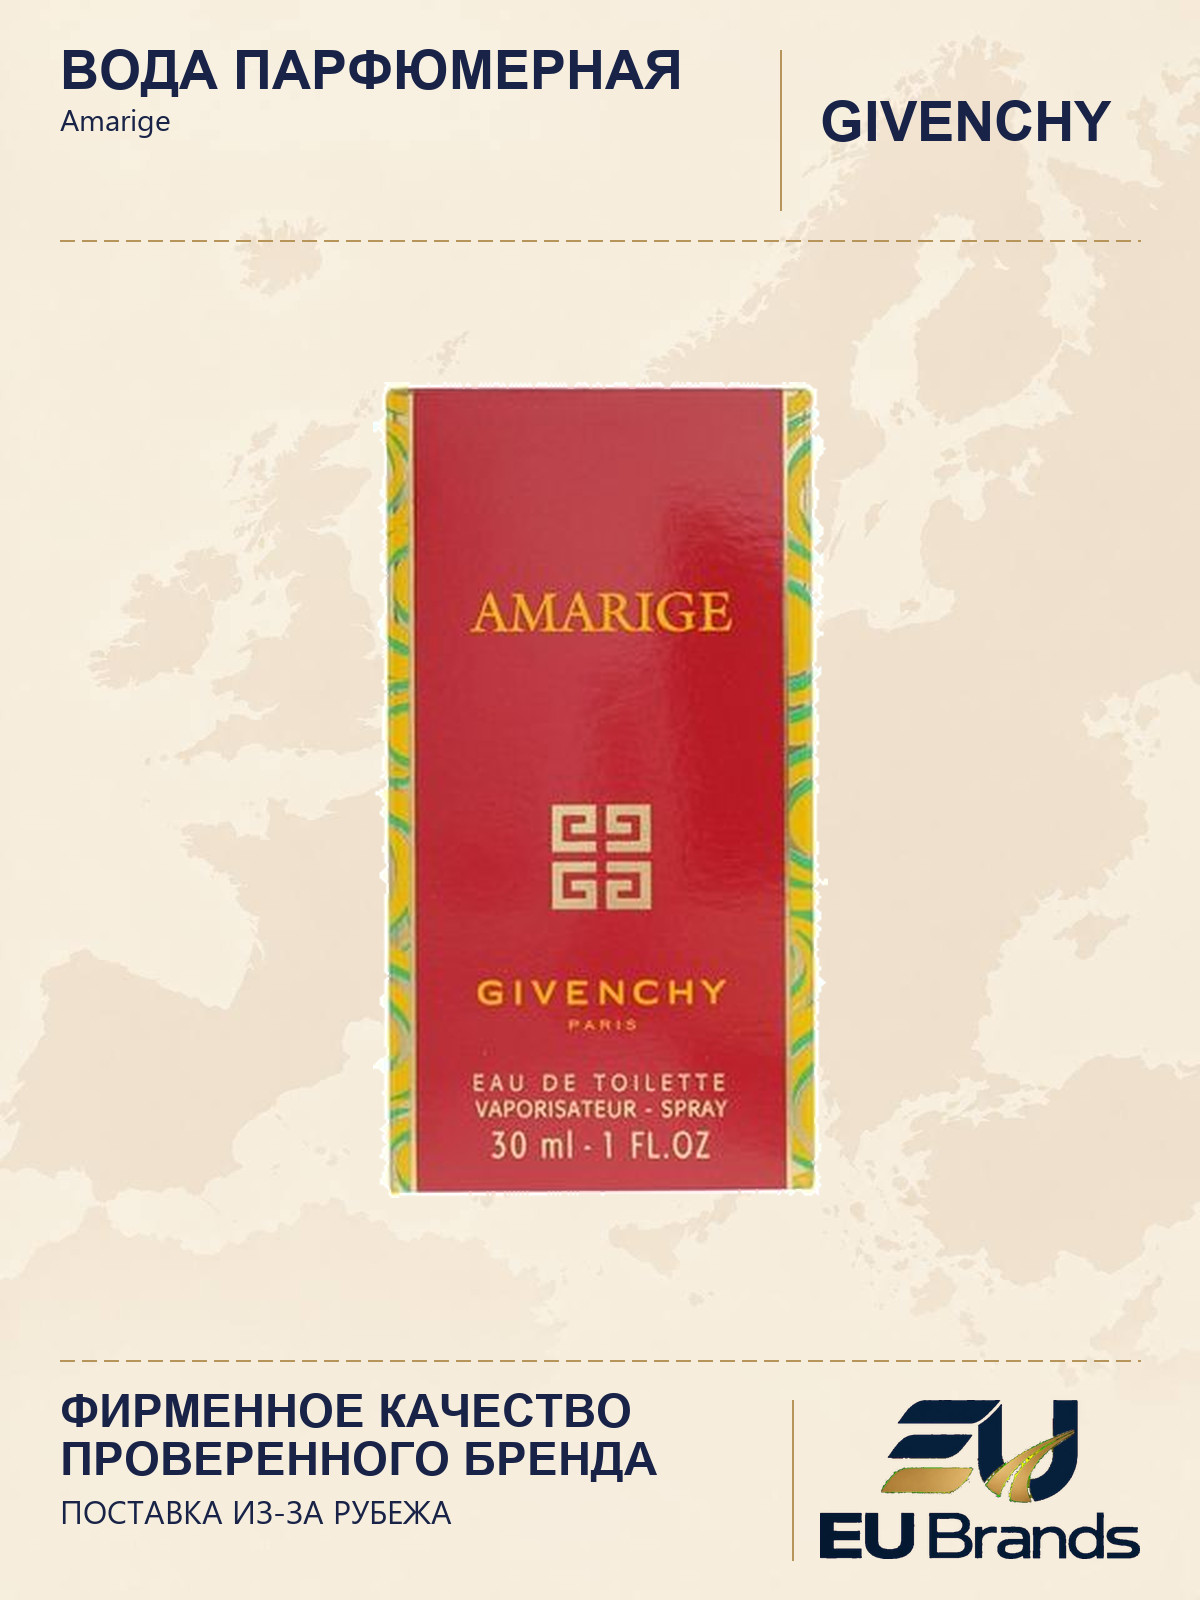 ВОДА ПАРФЮМЕРНАЯ
Amarige
GIVENCHY
AMARIGE
GIVENCHY
PARIS
EAU DE TOILETTE
VAPORISATEUR - SPRAY
30 ml - 1 FL.OZ
ФИРМЕННОЕ КАЧЕСТВО
ПРОВЕРЕННОГО БРЕНДА
ПОСТАВКА ИЗ-ЗА РУБЕЖА
EU
EU Brands